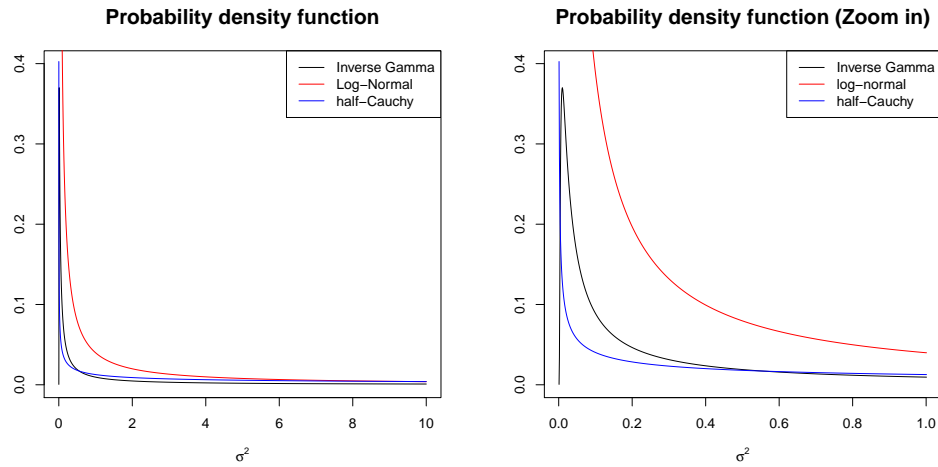 Probability density function
Inverse Gamma
Log−Normal
half−Cauchy
0.4
0.3
0.2
0.1
0.0
0 2 4 6 8 10
σ²
Probability density function (Zoom in)
Inverse Gamma
log−normal
half−Cauchy
0.4
0.3
0.2
0.1
0.0
0.0 0.2 0.4 0.6 0.8 1.0
σ²